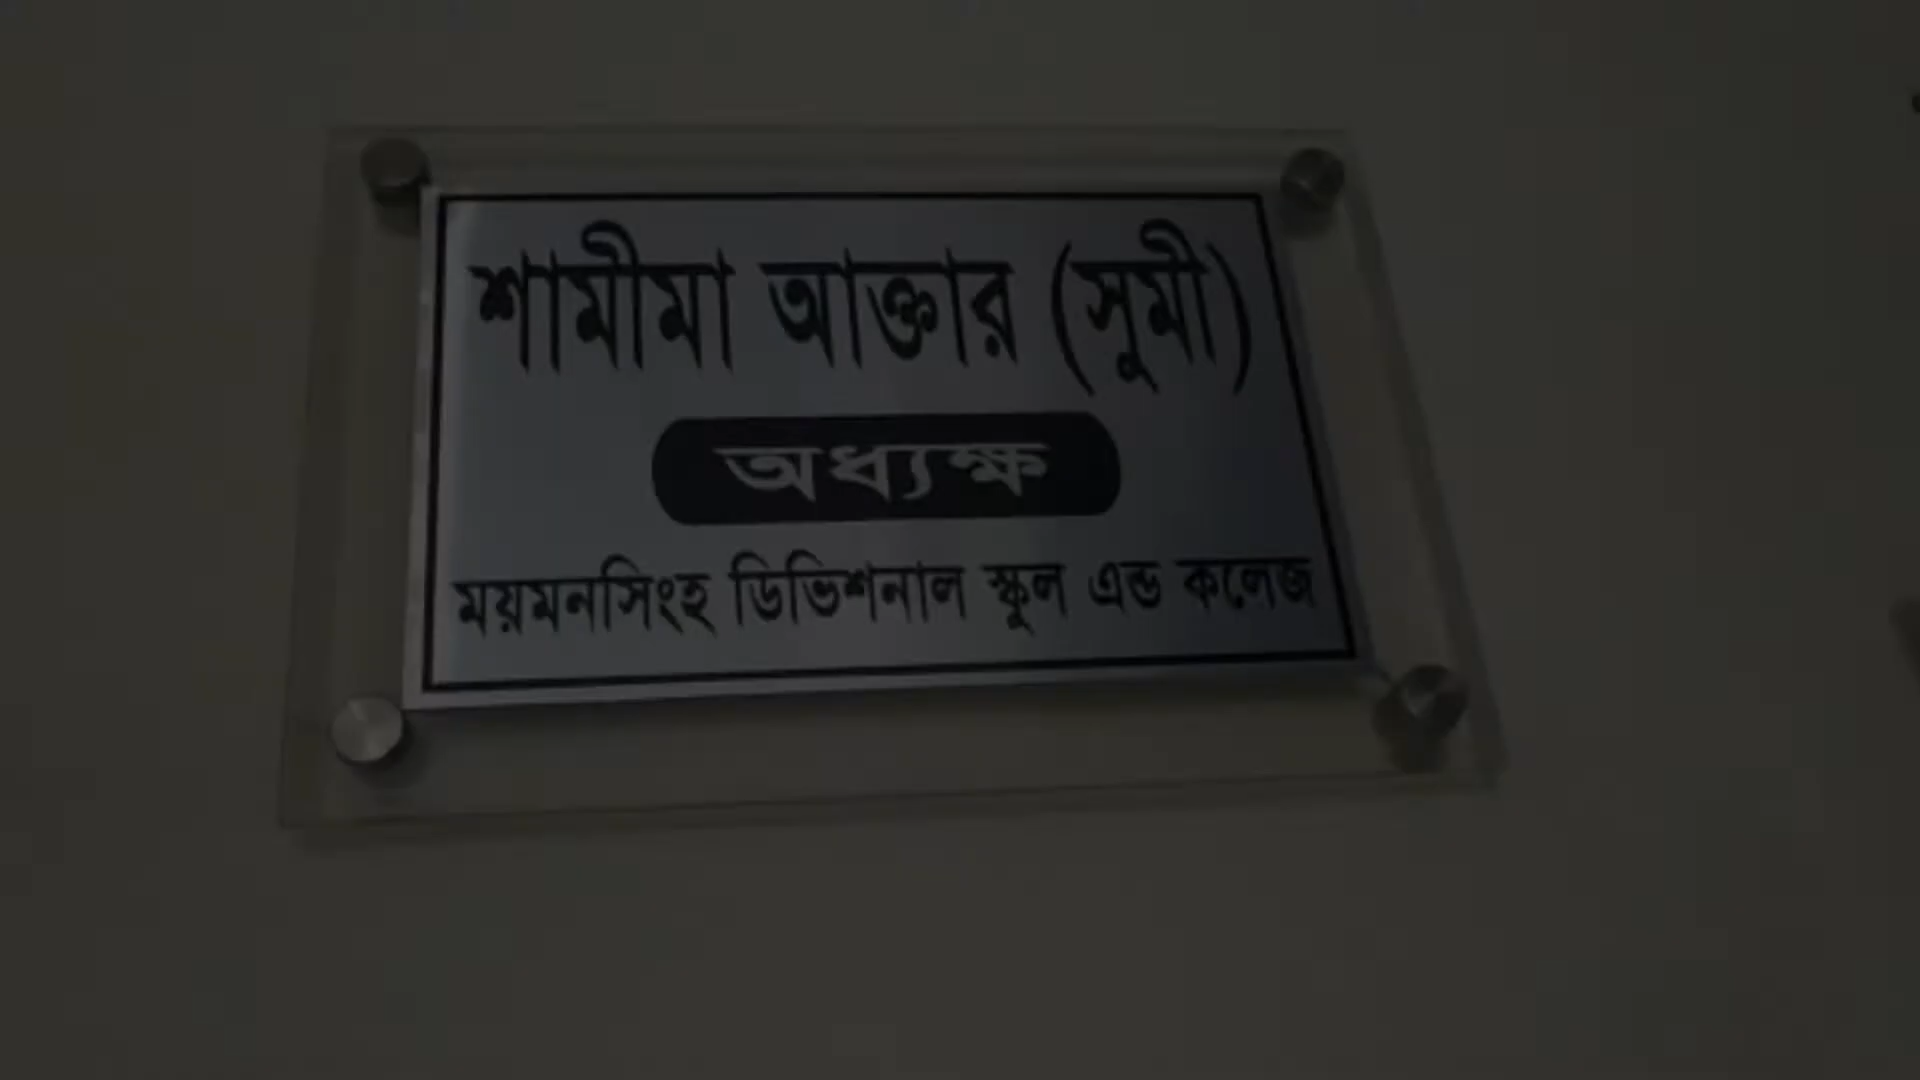 শামীমা আক্তার (সুমী)
অধ্যক্ষ
ময়মনসিংহ ডিভিশনাল স্কুল এন্ড কলেজ